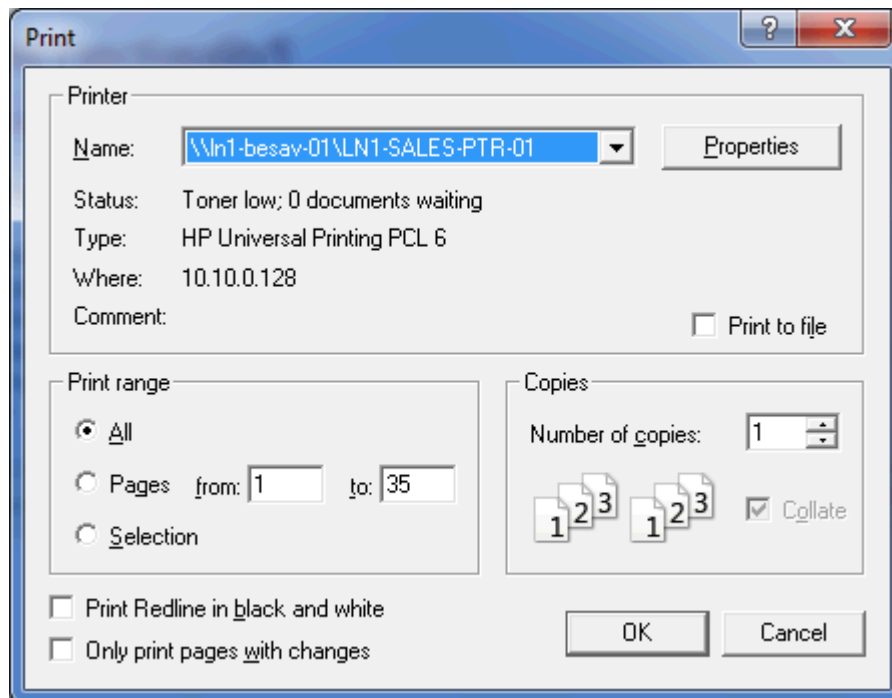 Print
Printer
Name: \\ln1-besav-01\LN1-SALES-PTR-01 Properties
Status: Toner low; 0 documents waiting
Type: HP Universal Printing PCL 6
Where: 10.10.0.128
Comment:
Print to file
Print range
All
Pages from: 1 to: 35
Selection
Copies
Number of copies: 1
1 2 3 1 2 3
Collate
Print Redline in black and white
Only print pages with changes
OK Cancel